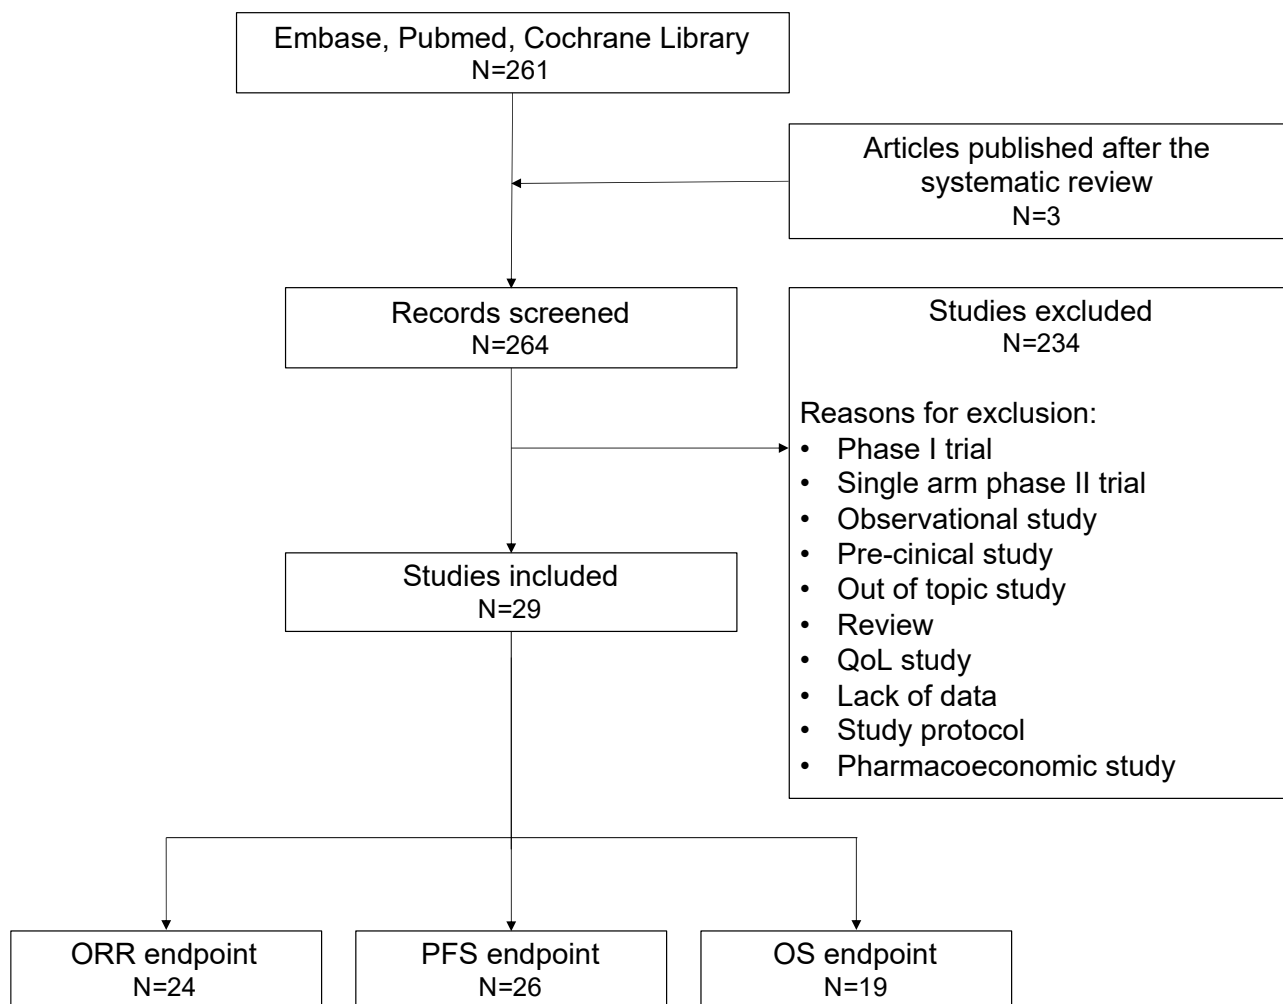 Embase, Pubmed, Cochrane Library
N=261
Articles published after the
systematic review
N=3
Records screened
N=264
Studies excluded
N=234
Reasons for exclusion:
• Phase I trial
• Single arm phase II trial
• Observational study
• Pre-cinical study
• Out of topic study
• Review
• QoL study
• Lack of data
• Study protocol
• Pharmacoeconomic study
Studies included
N=29
ORR endpoint
N=24
PFS endpoint
N=26
OS endpoint
N=19